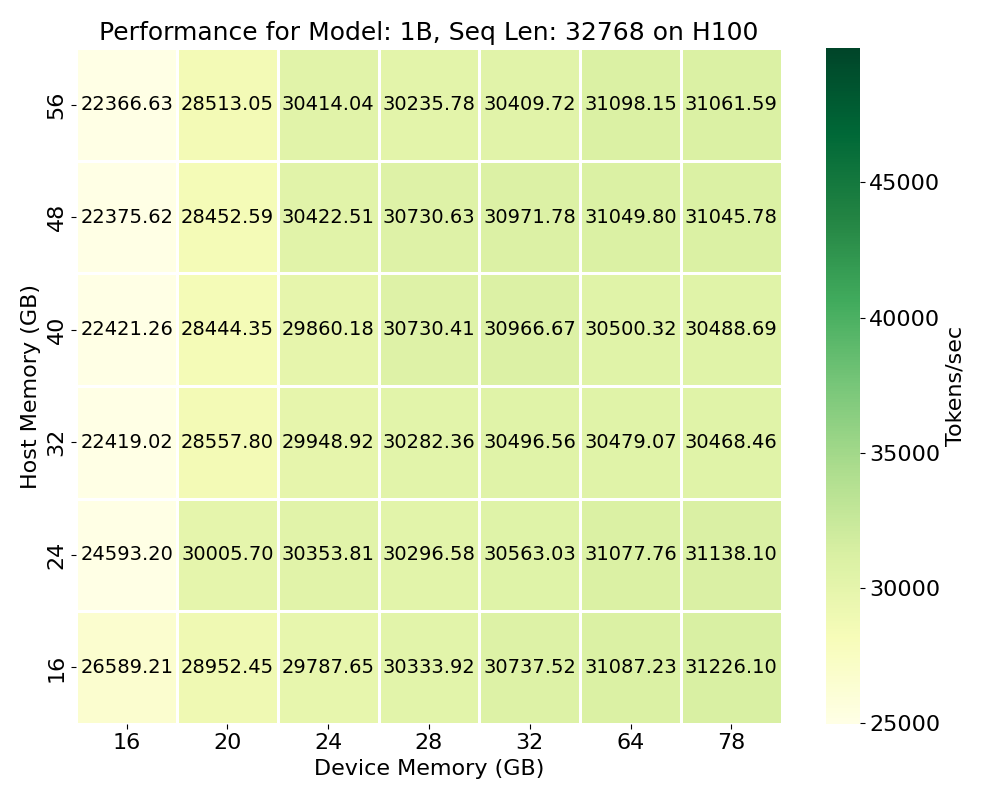 Performance for Model: 1B, Seq Len: 32768 on H100
56 22366.63 28513.05 30414.04 30235.78 30409.72 31098.15 31061.59
48 22375.62 28452.59 30422.51 30730.63 30971.78 31049.80 31045.78
40 22421.26 28444.35 29860.18 30730.41 30966.67 30500.32 30488.69
32 22419.02 28557.80 29948.92 30282.36 30496.56 30479.07 30468.46
24 24593.20 30005.70 30353.81 30296.58 30563.03 31077.76 31138.10
16 26589.21 28952.45 29787.65 30333.92 30737.52 31087.23 31226.10
16 20 24 28 32 64 78
Device Memory (GB)
Host Memory (GB)
45000
40000
35000
30000
25000
Tokens/sec